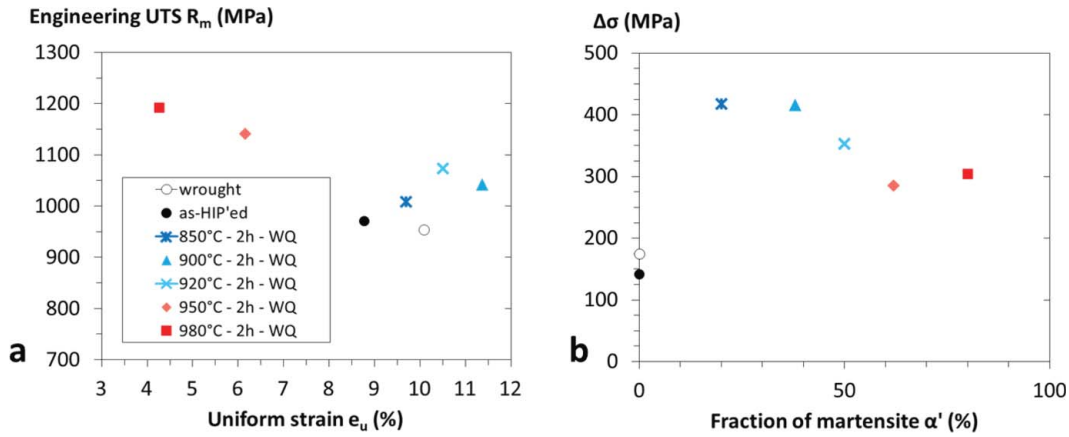 Engineering UTS Rm (MPa)
1300
1200
1100
1000
900
800
700
wrought
as-HIP'ed
850°C - 2h - WQ
900°C - 2h - WQ
920°C - 2h - WQ
950°C - 2h - WQ
980°C - 2h - WQ
a
3 4 5 6 7 8 9 10 11 12
Uniform strain eu (%)
Δσ (MPa)
500
400
300
200
100
0
b
0 50 100
Fraction of martensite α' (%)